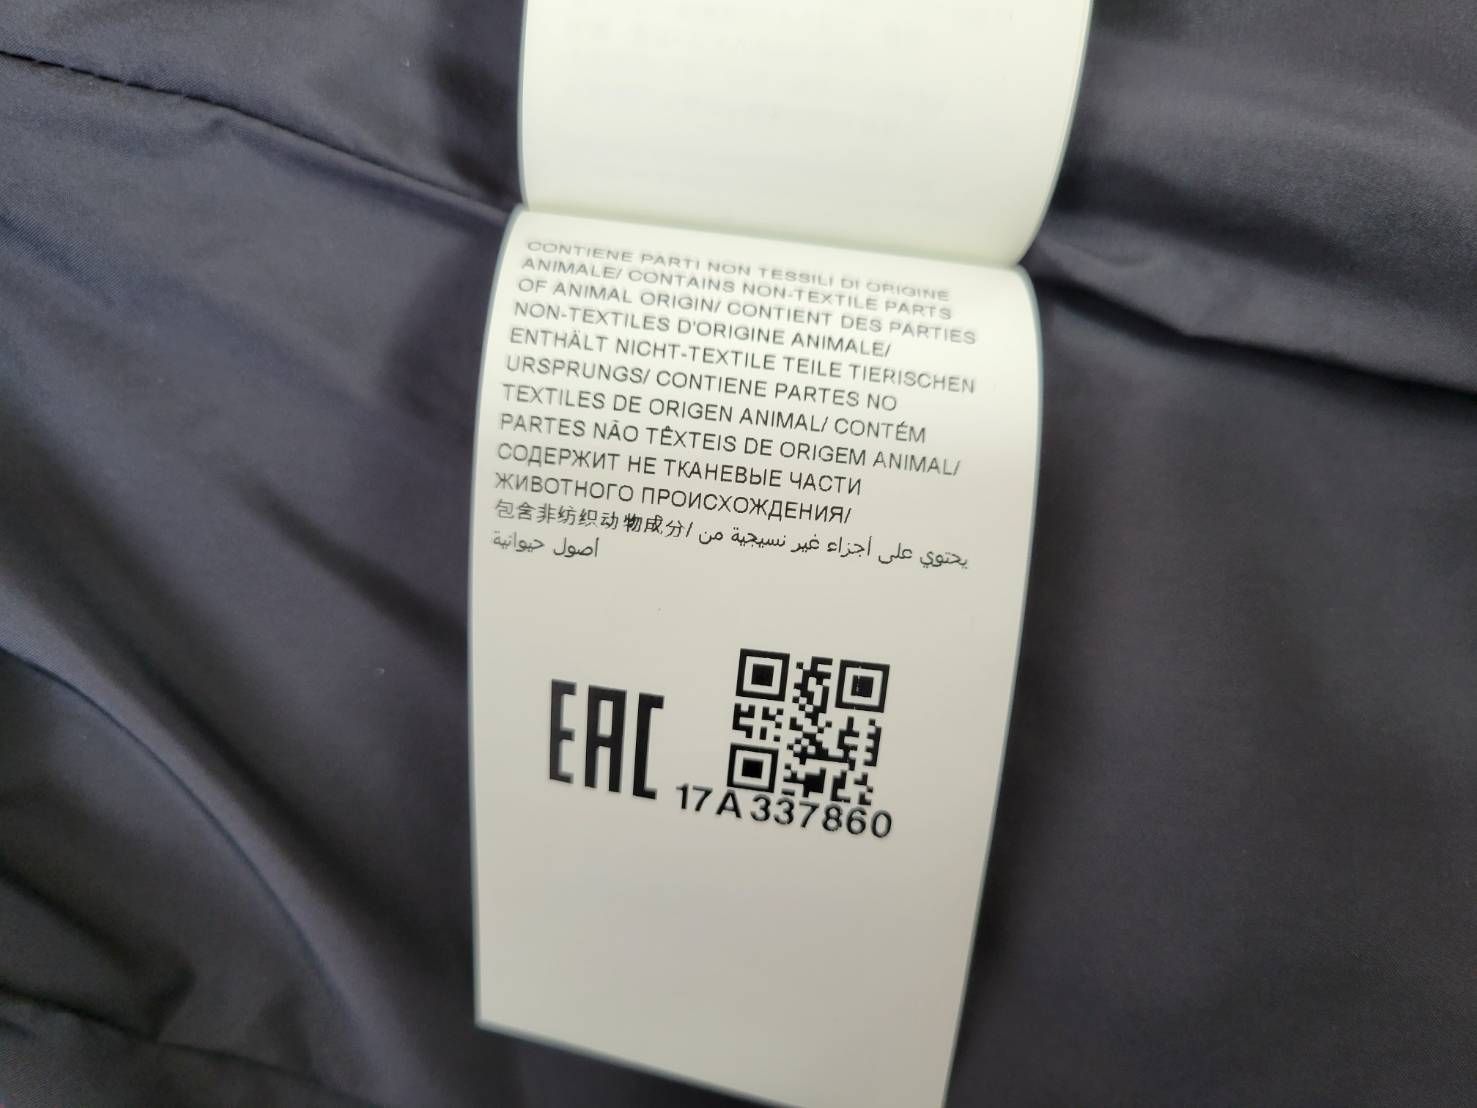 CONTIENE PARTI NON TESSILI DI ORIGINE
ANIMALE/ CONTAINS NON-TEXTILE PARTS
OF ANIMAL ORIGIN/ CONTIENT DES PARTIES
NON-TEXTILES D'ORIGINE ANIMALE/
ENTHÄLT NICHT-TEXTILE TEILE TIERISCHEN
URSPRUNGS/ CONTIENE PARTES NO
TEXTILES DE ORIGEN ANIMAL/ CONTÉM
PARTES NÃO TÊXTEIS DE ORIGEM ANIMAL/
СОДЕРЖИТ НЕ ТКАНЕВЫЕ ЧАСТИ
ЖИВОТНОГО ПРОИСХОЖДЕНИЯ/
包含非纺织动物成分/ يحتوي على أجزاء غير نسيجية من
أصول حيوانية
EAC
17A337860